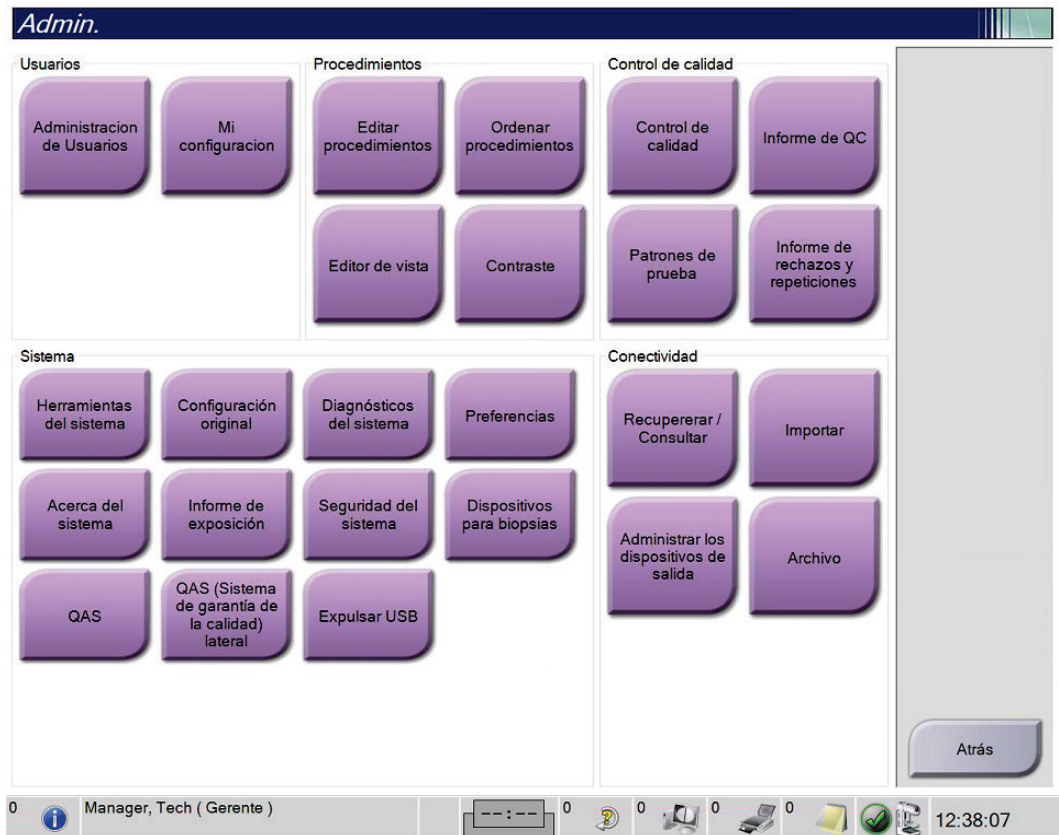 Admin.
Usuarios
Administracion
de Usuarios
Mi
configuracion
Procedimientos
Editar
procedimientos
Ordenar
procedimientos
Editor de vista
Contraste
Control de calidad
Control de
calidad
Informe de QC
Patrones de
prueba
Informe de
rechazos y
repeticiones
Sistema
Herramientas
del sistema
Configuración
original
Diagnósticos
del sistema
Preferencias
Acerca del
sistema
Informe de
exposición
Seguridad del
sistema
Dispositivos
para biopsias
QAS
QAS (Sistema
de garantía de
la calidad)
lateral
Expulsar USB
Conectividad
Recupererar /
Consultar
Importar
Administrar los
dispositivos de
salida
Archivo
Atrás
0
Manager, Tech ( Gerente )
--:--
0
0
0
0
12:38:07